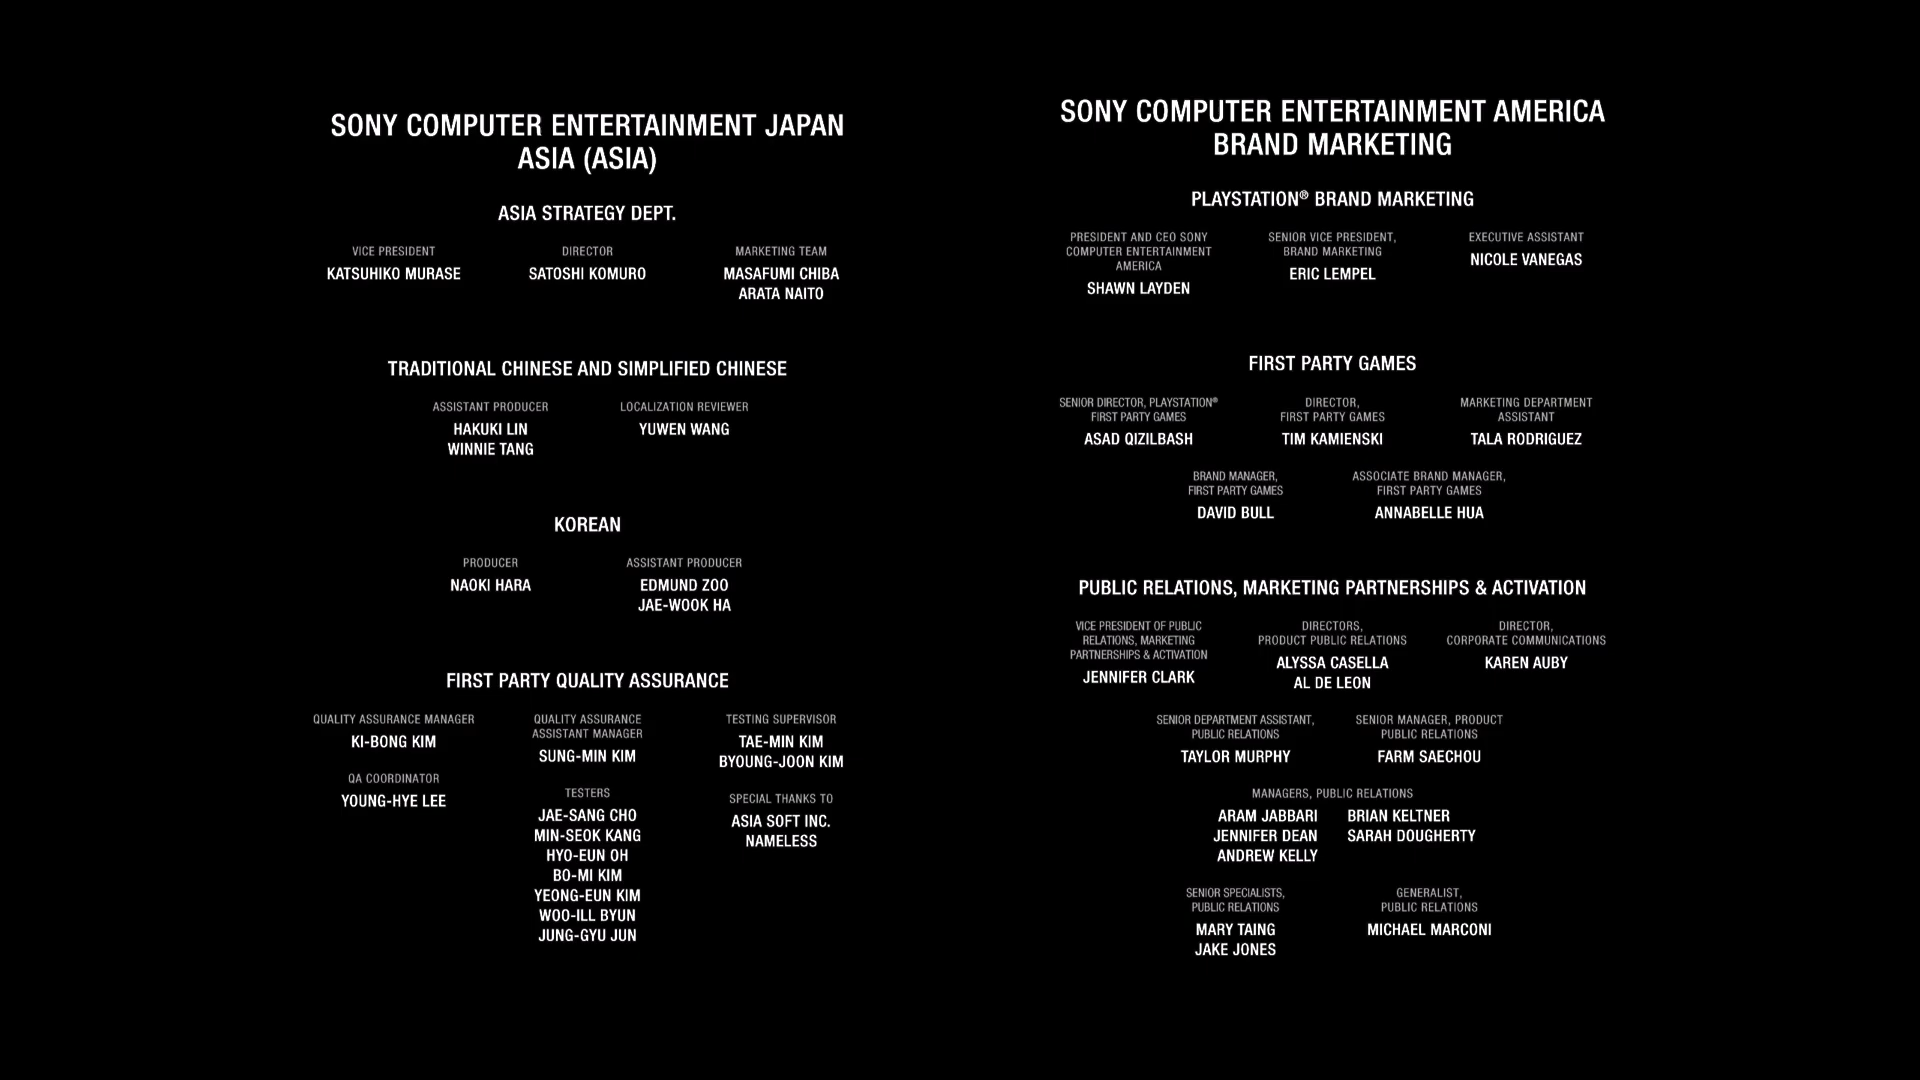 SONY COMPUTER ENTERTAINMENT JAPAN
ASIA (ASIA)
ASIA STRATEGY DEPT.
VICE PRESIDENT
KATSUHIKO MURASE
DIRECTOR
SATOSHI KOMURO
MARKETING TEAM
MASAFUMI CHIBA
ARATA NAITO
TRADITIONAL CHINESE AND SIMPLIFIED CHINESE
ASSISTANT PRODUCER
HAKUKI LIN
WINNIE TANG
LOCALIZATION REVIEWER
YUWEN WANG
KOREAN
PRODUCER
NAOKI HARA
ASSISTANT PRODUCER
EDMUND ZOO
JAE-WOOK HA
FIRST PARTY QUALITY ASSURANCE
QUALITY ASSURANCE MANAGER
KI-BONG KIM
QA COORDINATOR
YOUNG-HYE LEE
QUALITY ASSURANCE
ASSISTANT MANAGER
SUNG-MIN KIM
TESTERS
JAE-SANG CHO
MIN-SEOK KANG
HYO-EUN OH
BO-MI KIM
YEONG-EUN KIM
WOO-ILL BYUN
JUNG-GYU JUN
TESTING SUPERVISOR
TAE-MIN KIM
BYOUNG-JOON KIM
SPECIAL THANKS TO
ASIA SOFT INC.
NAMELESS
SONY COMPUTER ENTERTAINMENT AMERICA
BRAND MARKETING
PLAYSTATION® BRAND MARKETING
PRESIDENT AND CEO SONY
COMPUTER ENTERTAINMENT
AMERICA
SHAWN LAYDEN
SENIOR VICE PRESIDENT,
BRAND MARKETING
ERIC LEMPEL
EXECUTIVE ASSISTANT
NICOLE VANEGAS
FIRST PARTY GAMES
SENIOR DIRECTOR, PLAYSTATION®
FIRST PARTY GAMES
ASAD QIZILBASH
DIRECTOR,
FIRST PARTY GAMES
TIM KAMIENSKI
MARKETING DEPARTMENT
ASSISTANT
TALA RODRIGUEZ
BRAND MANAGER,
FIRST PARTY GAMES
DAVID BULL
ASSOCIATE BRAND MANAGER,
FIRST PARTY GAMES
ANNABELLE HUA
PUBLIC RELATIONS, MARKETING PARTNERSHIPS & ACTIVATION
VICE PRESIDENT OF PUBLIC
RELATIONS, MARKETING
PARTNERSHIPS & ACTIVATION
JENNIFER CLARK
DIRECTORS,
PRODUCT PUBLIC RELATIONS
ALYSSA CASELLA
AL DE LEON
DIRECTOR,
CORPORATE COMMUNICATIONS
KAREN AUBY
SENIOR DEPARTMENT ASSISTANT,
PUBLIC RELATIONS
TAYLOR MURPHY
SENIOR MANAGER, PRODUCT
PUBLIC RELATIONS
FARM SAECHOU
MANAGERS, PUBLIC RELATIONS
ARAM JABBARI
JENNIFER DEAN
ANDREW KELLY
BRIAN KELTNER
SARAH DOUGHERTY
SENIOR SPECIALISTS,
PUBLIC RELATIONS
MARY TAING
JAKE JONES
GENERALIST,
PUBLIC RELATIONS
MICHAEL MARCONI